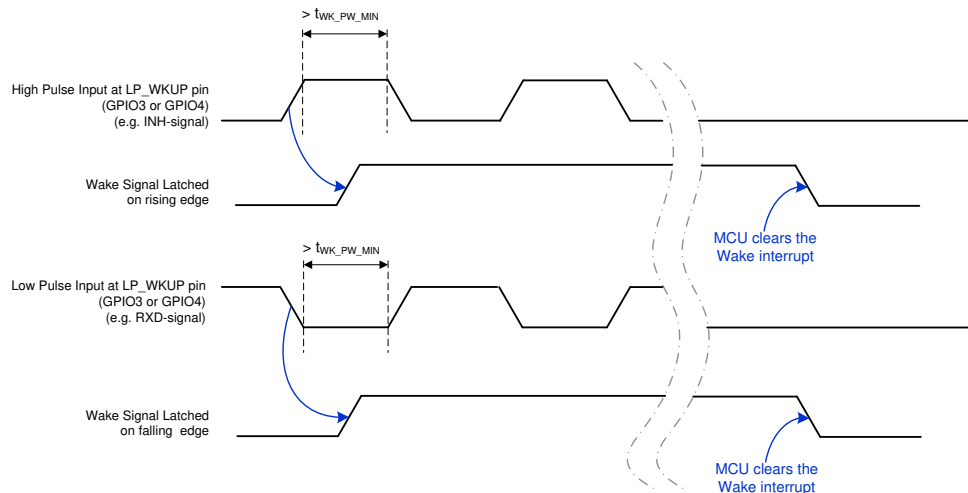 > tWK_PW_MIN
High Pulse Input at LP_WKUP pin
(GPIO3 or GPIO4)
(e.g. INH-signal)
Wake Signal Latched
on rising edge
MCU clears the
Wake interrupt
> tWK_PW_MIN
Low Pulse Input at LP_WKUP pin
(GPIO3 or GPIO4)
(e.g. RXD-signal)
Wake Signal Latched
on falling edge
MCU clears the
Wake interrupt